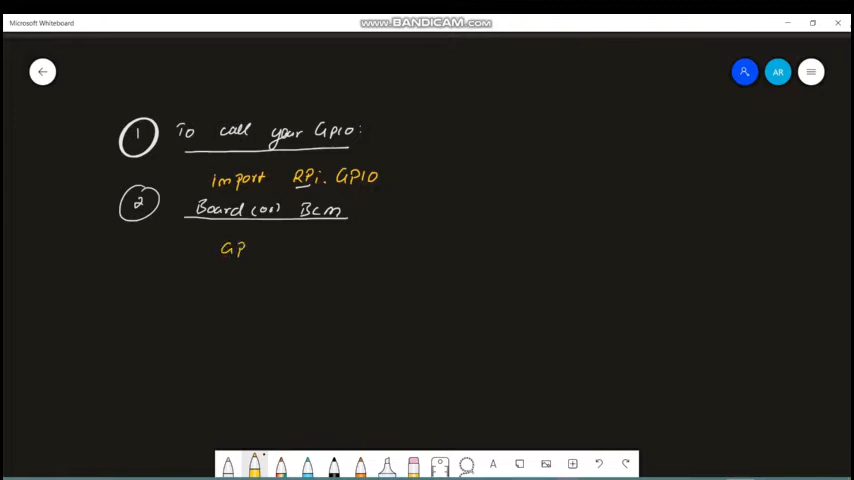 Microsoft Whiteboard
www.BANDICAM.com
AR
1 To call your GPIO:
import RPi. GPIO
2 Board (or) BCM
GP
A